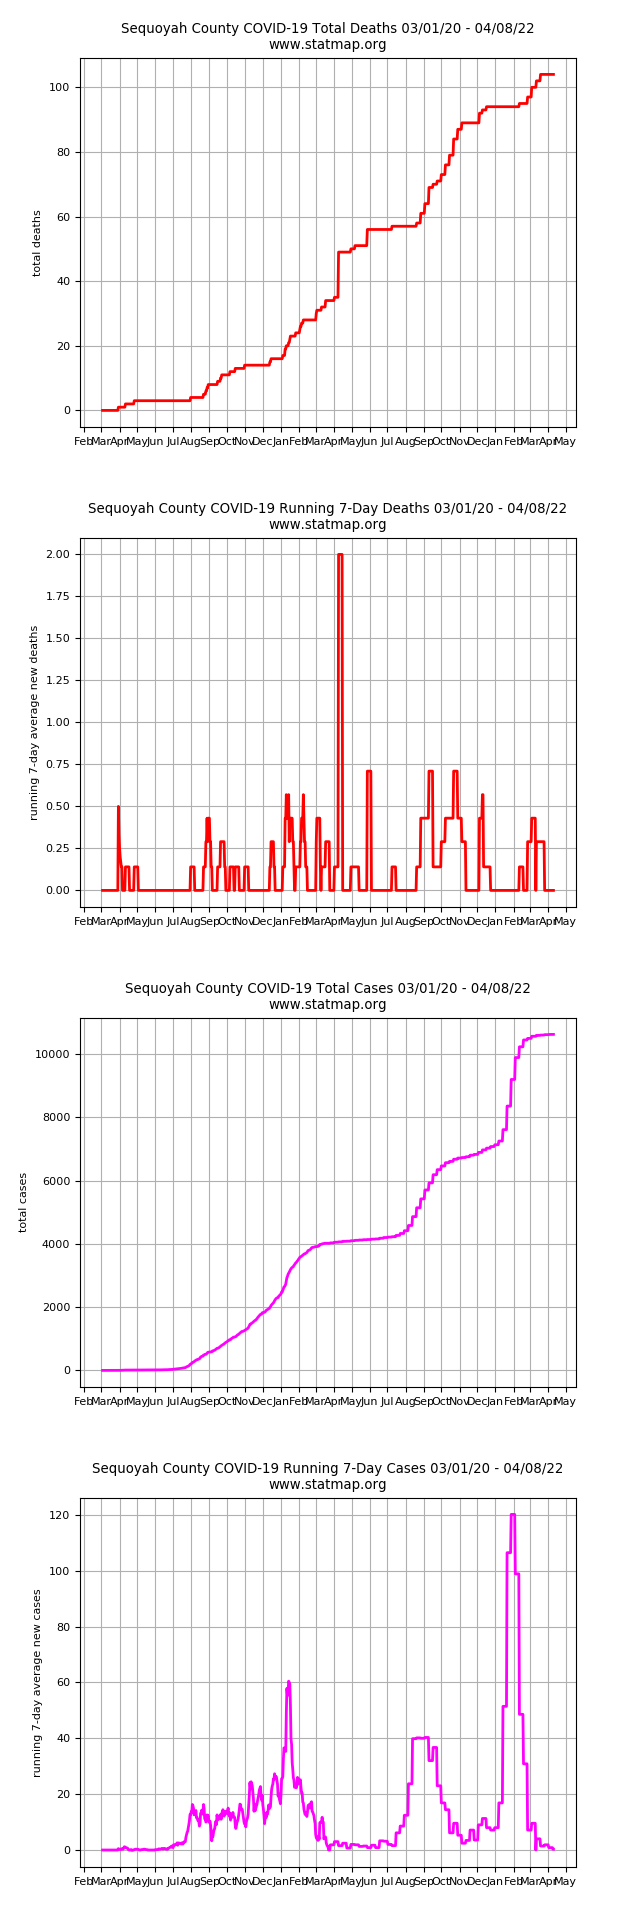 Sequoyah County COVID-19 Total Deaths 03/01/20 - 04/08/22
www.statmap.org
100
80
60
40
20
0
total deaths
Feb Mar Apr May Jun Jul Aug Sep Oct Nov Dec Jan Feb Mar Apr May Jun Jul Aug Sep Oct Nov Dec Jan Feb Mar Apr May
Sequoyah County COVID-19 Running 7-Day Deaths 03/01/20 - 04/08/22
www.statmap.org
2.00
1.75
1.50
1.25
1.00
0.75
0.50
0.25
0.00
running 7-day average new deaths
Feb Mar Apr May Jun Jul Aug Sep Oct Nov Dec Jan Feb Mar Apr May Jun Jul Aug Sep Oct Nov Dec Jan Feb Mar Apr May
Sequoyah County COVID-19 Total Cases 03/01/20 - 04/08/22
www.statmap.org
10000
8000
6000
4000
2000
0
total cases
Feb Mar Apr May Jun Jul Aug Sep Oct Nov Dec Jan Feb Mar Apr May Jun Jul Aug Sep Oct Nov Dec Jan Feb Mar Apr May
Sequoyah County COVID-19 Running 7-Day Cases 03/01/20 - 04/08/22
www.statmap.org
120
100
80
60
40
20
0
running 7-day average new cases
Feb Mar Apr May Jun Jul Aug Sep Oct Nov Dec Jan Feb Mar Apr May Jun Jul Aug Sep Oct Nov Dec Jan Feb Mar Apr May